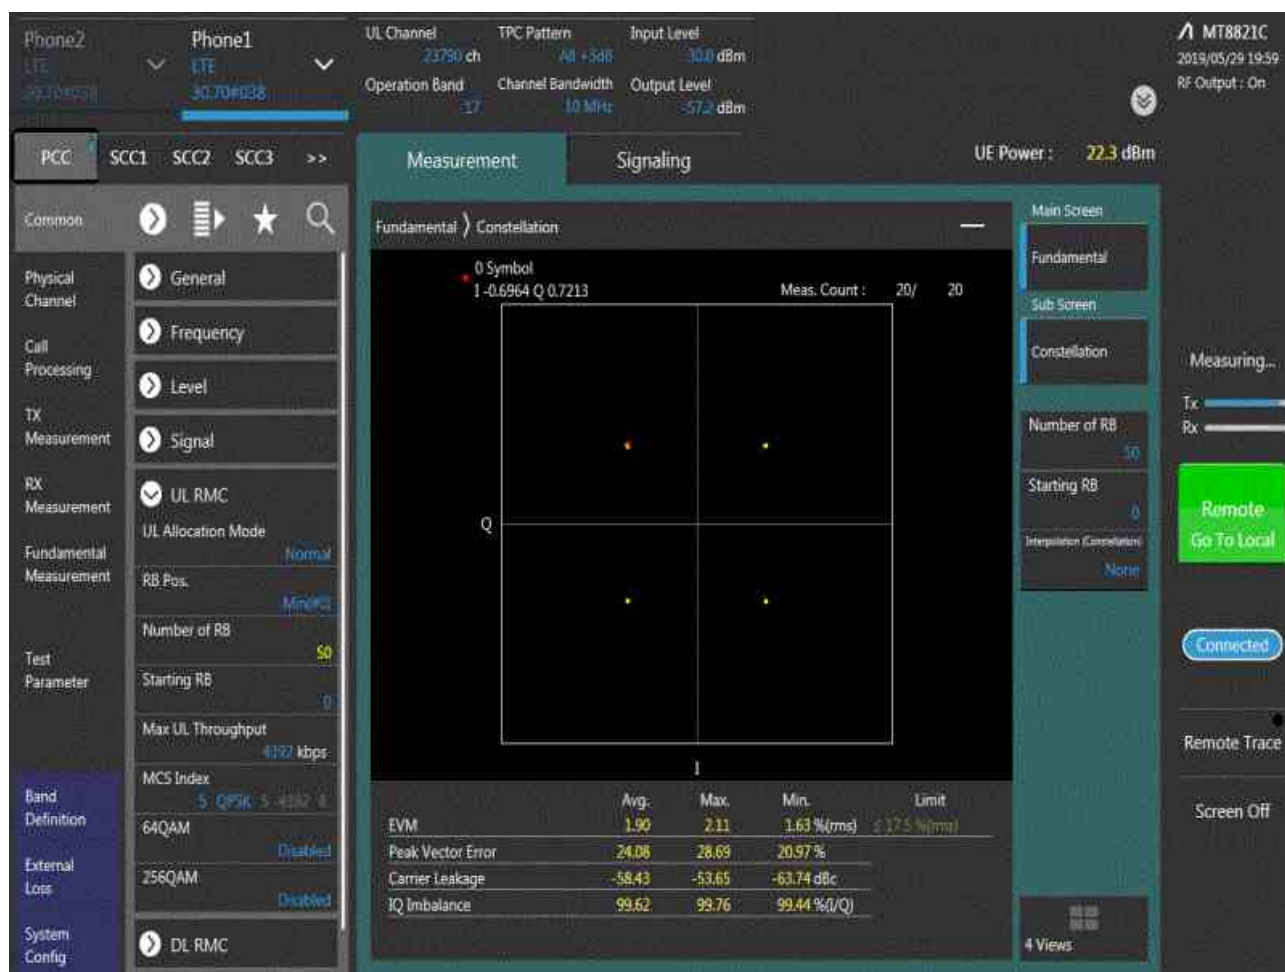 Phone2
LTE
Phone1
LTE
30.70#038
UL Channel
23790 ch
TPC Pattern
All +3dB
Input Level
30.0 dBm
Operation Band
17
Channel Bandwidth
10 MHz
Output Level
-57.2 dBm
MT8821C
2019/05/29 19:59
RF Output : On
PCC SCC1 SCC2 SCC3 >>
Measurement Signaling
UE Power : 22.3 dBm
Common
Physical
Channel
Call
Processing
TX
Measurement
RX
Measurement
Fundamental
Measurement
Test
Parameter
Band
Definition
External
Loss
System
Config
General
Frequency
Level
Signal
UL RMC
UL Allocation Mode
Normal
RB Pos.
Min(#0)
Number of RB
50
Starting RB
0
Max UL Throughput
4392 kbps
MCS Index
5 QPSK 5 4392
64QAM
Disabled
256QAM
Disabled
DL RMC
Fundamental Constellation
0 Symbol
I -0.6964 Q 0.7213
Meas. Count : 20/ 20
Q
I
Avg. Max. Min. Limit
EVM 1.90 2.11 1.63 %(rms) ≤ 17.5 %(rms)
Peak Vector Error 24.08 28.69 20.97 %
Carrier Leakage -58.43 -53.65 -63.74 dBc
IQ Imbalance 99.62 99.76 99.44 %(I/Q)
Main Screen
Fundamental
Sub Screen
Constellation
Number of RB
50
Starting RB
0
Interpolation (Constellation)
None
4 Views
Measuring...
Tx
Rx
Remote
Go To Local
Connected
Remote Trace
Screen Off